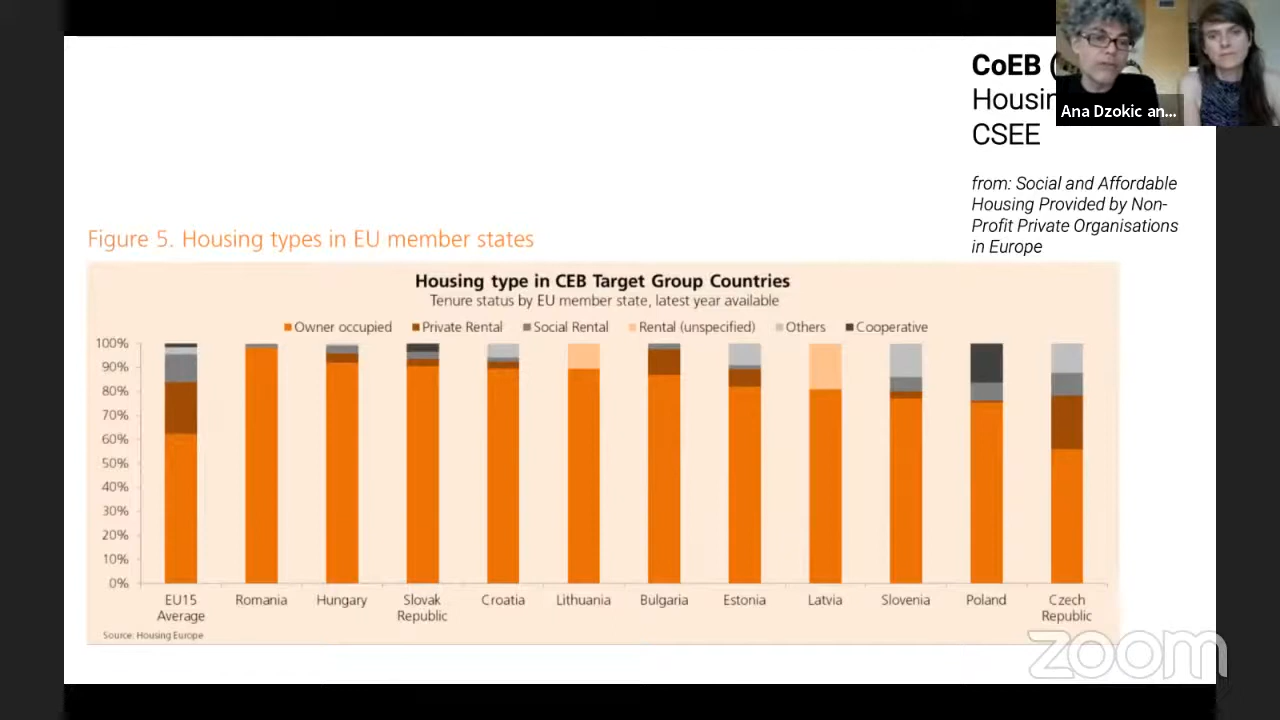 CoEB (
Housin
CSEE
Ana Dzokic an...
from: Social and Affordable
Housing Provided by Non-
Profit Private Organisations
in Europe
Figure 5. Housing types in EU member states
Housing type in CEB Target Group Countries
Tenure status by EU member state, latest year available
Owner occupied Private Rental Social Rental Rental (unspecified) Others Cooperative
100%
90%
80%
70%
60%
50%
40%
30%
20%
10%
0%
EU15 Average Romania Hungary Slovak Republic Croatia Lithuania Bulgaria Estonia Latvia Slovenia Poland Czech Republic
Source: Housing Europe
zoom